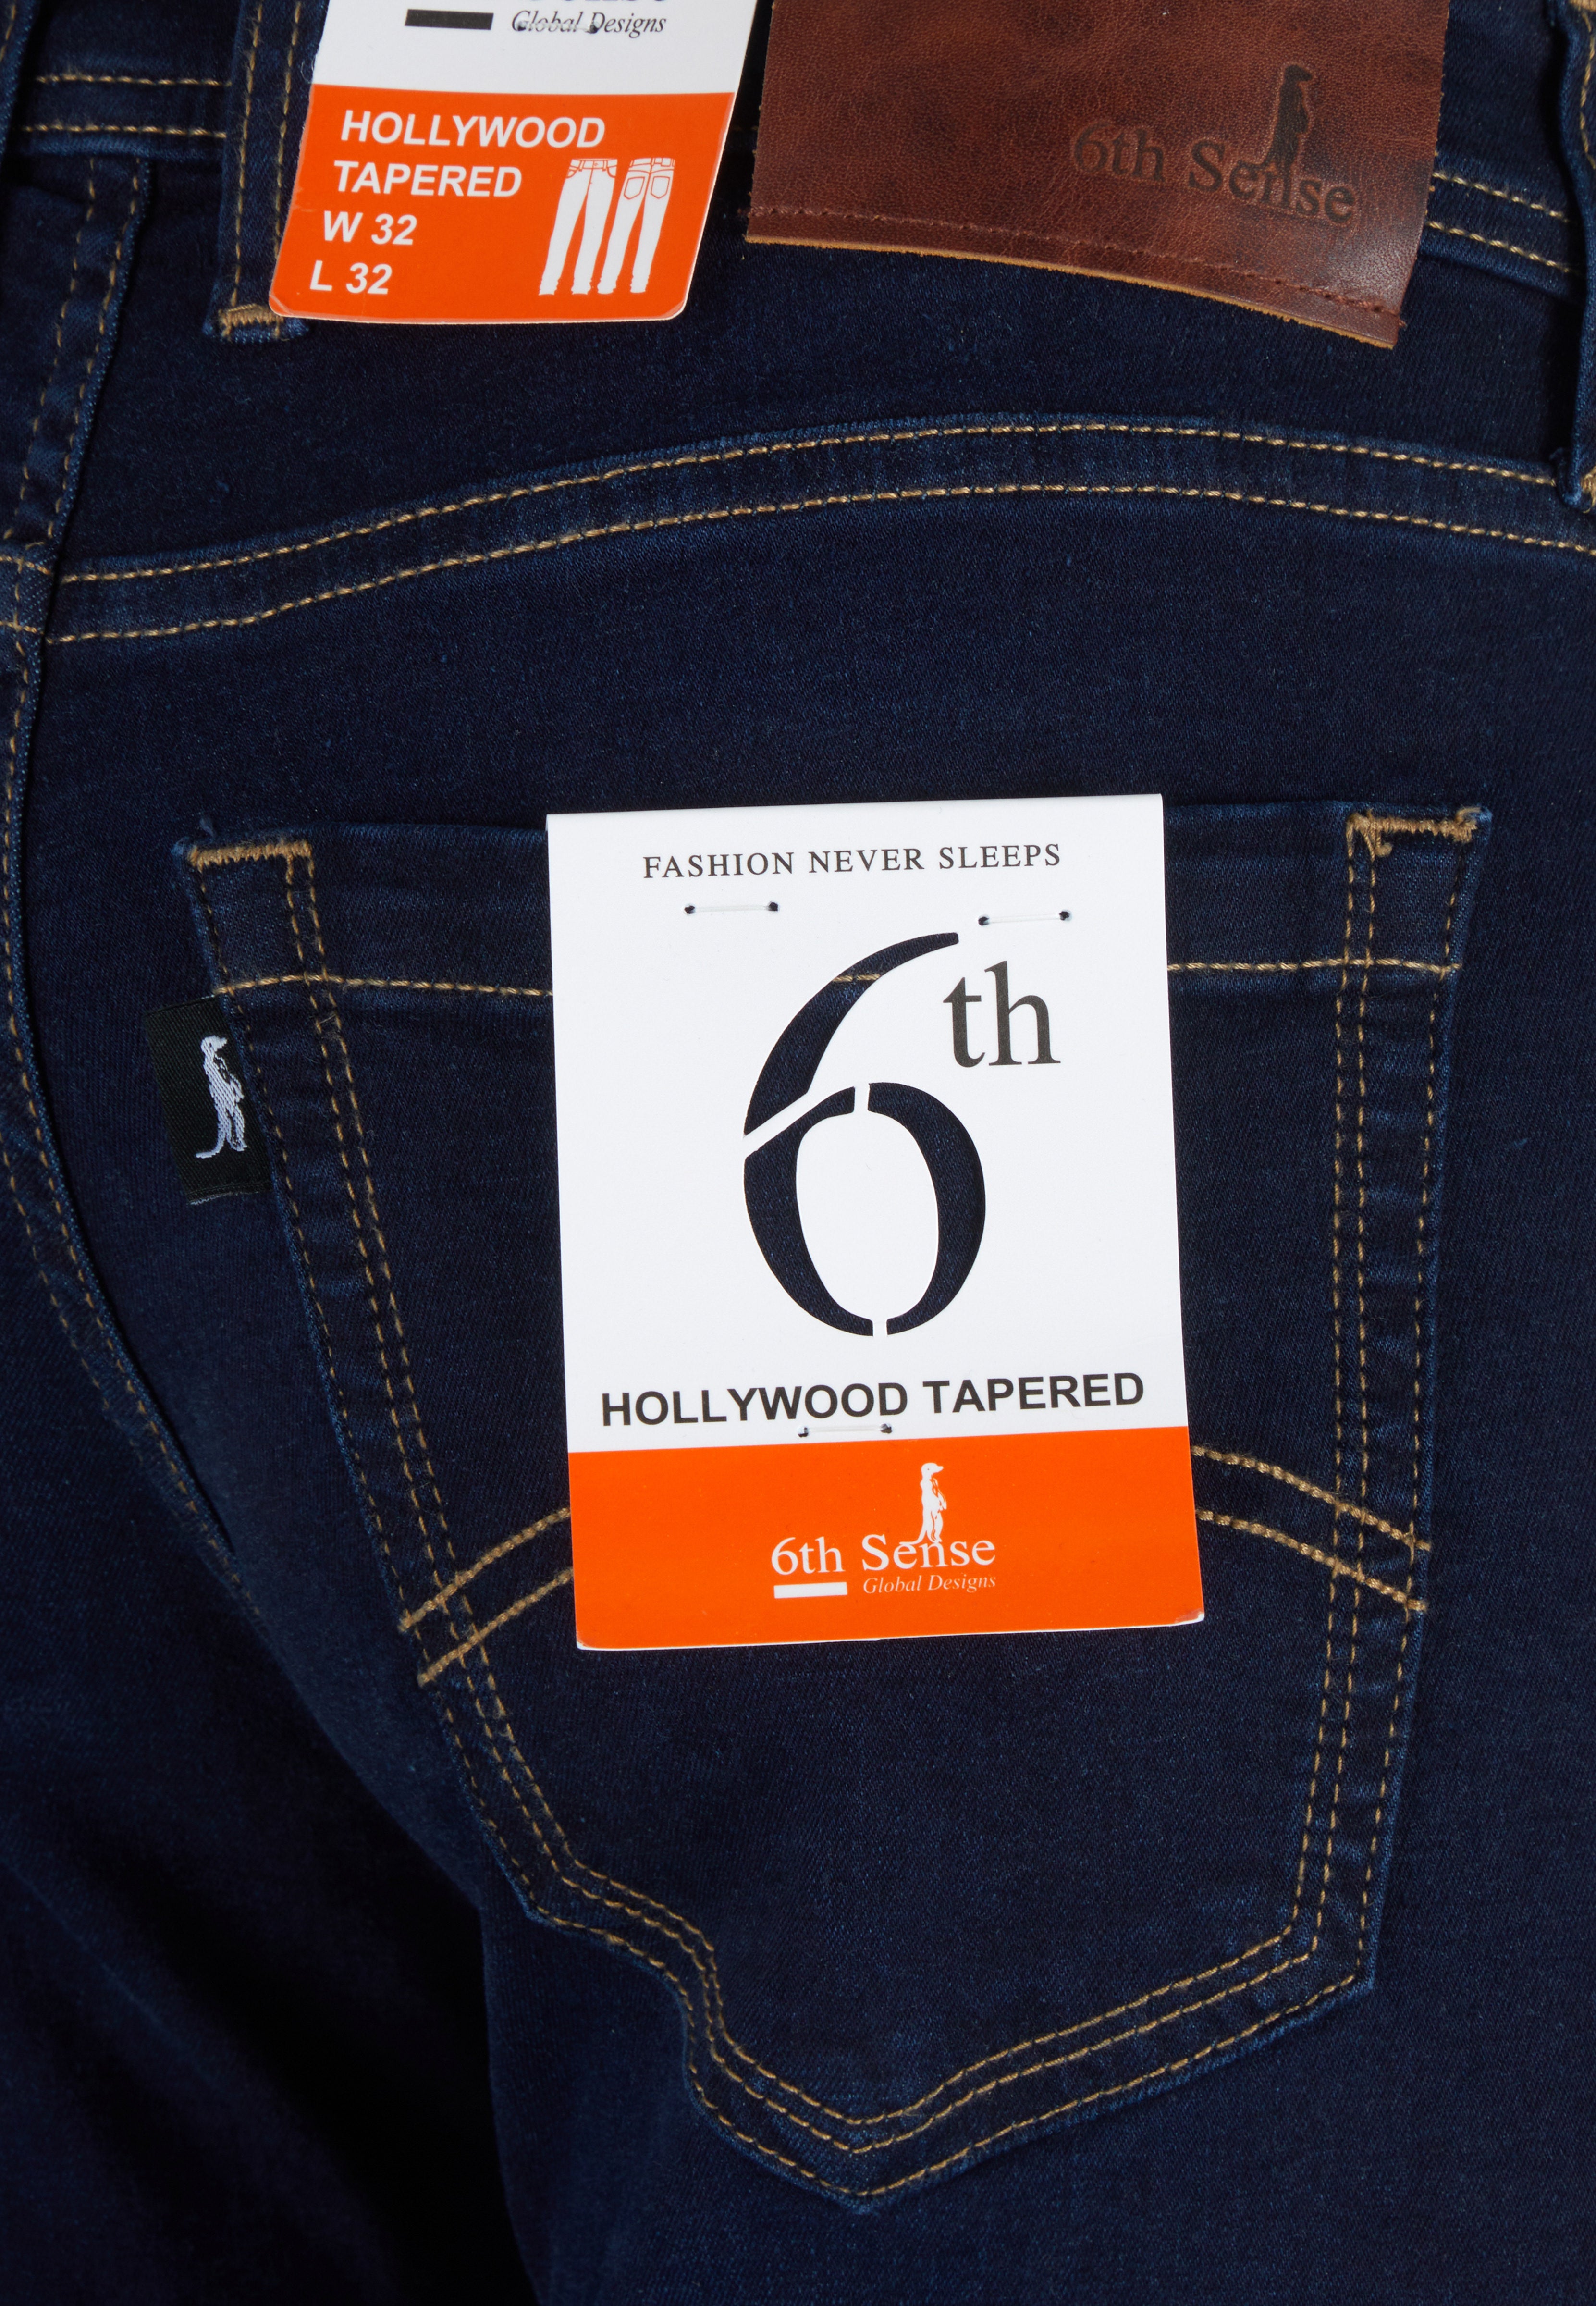 Global Designs
HOLLYWOOD
TAPERED
W 32
L 32
6th Sense
FASHION NEVER SLEEPS
6th
HOLLYWOOD TAPERED
6th Sense
Global Designs